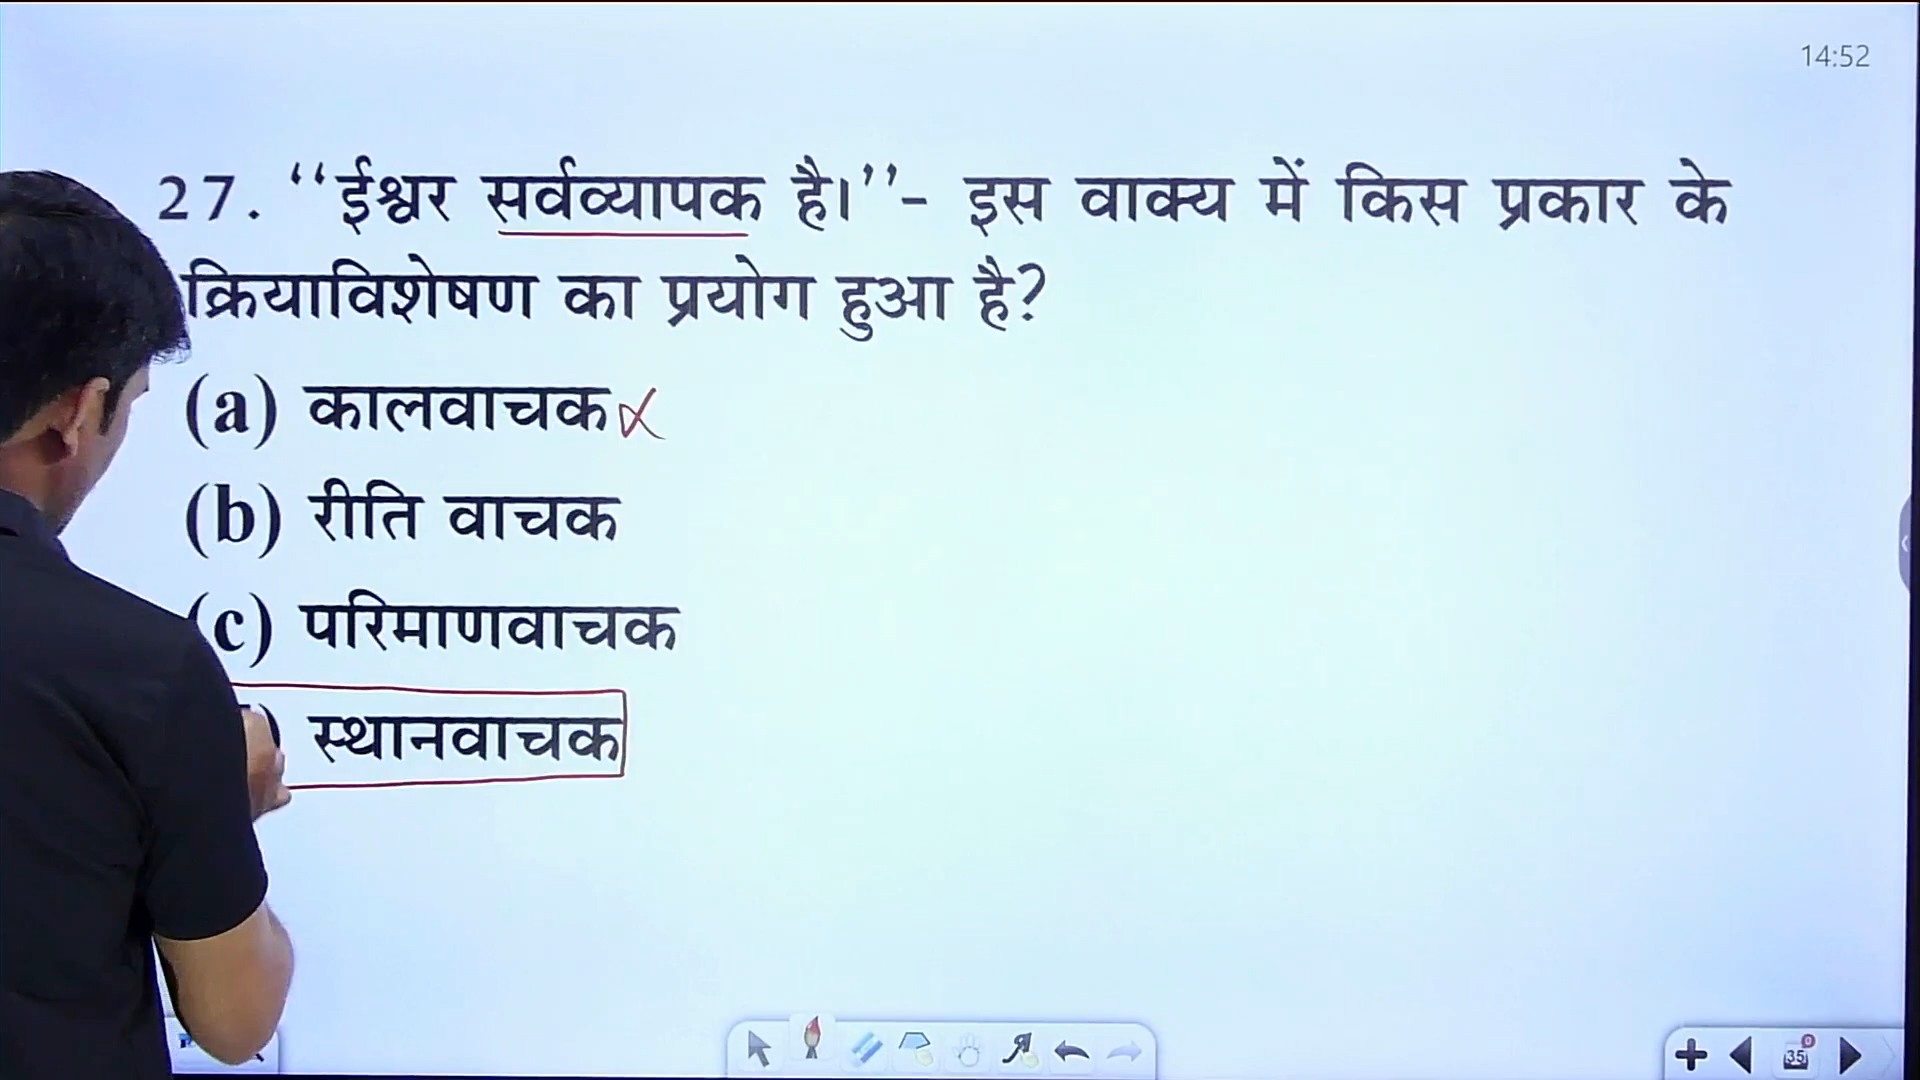 14:52
27. ‘‘ईश्वर सर्वव्यापक है।’’- इस वाक्य में किस प्रकार के
क्रियाविशेषण का प्रयोग हुआ है?
(a) कालवाचक
(b) रीति वाचक
(c) परिमाणवाचक
) स्थानवाचक
35